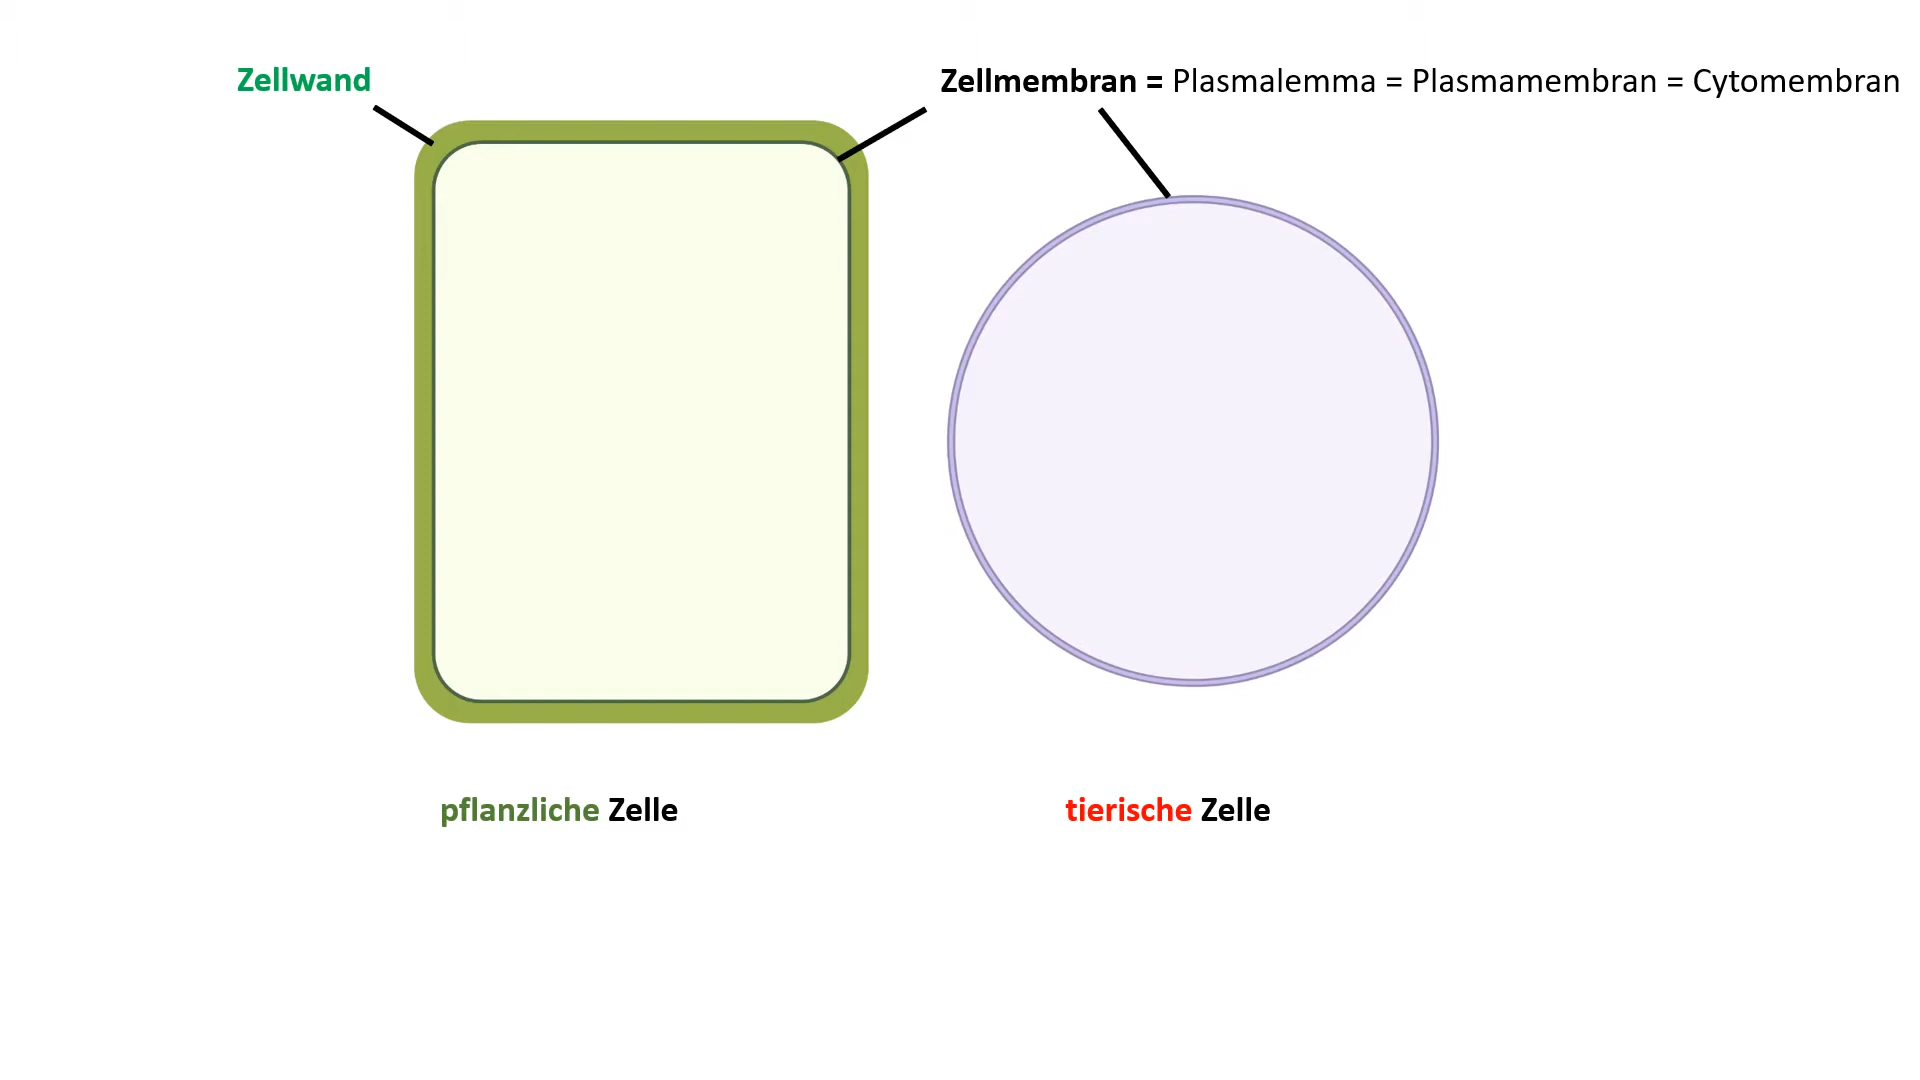 Zellwand
Zellmembran = Plasmalemma = Plasmamembran = Cytomembran
pflanzliche Zelle
tierische Zelle